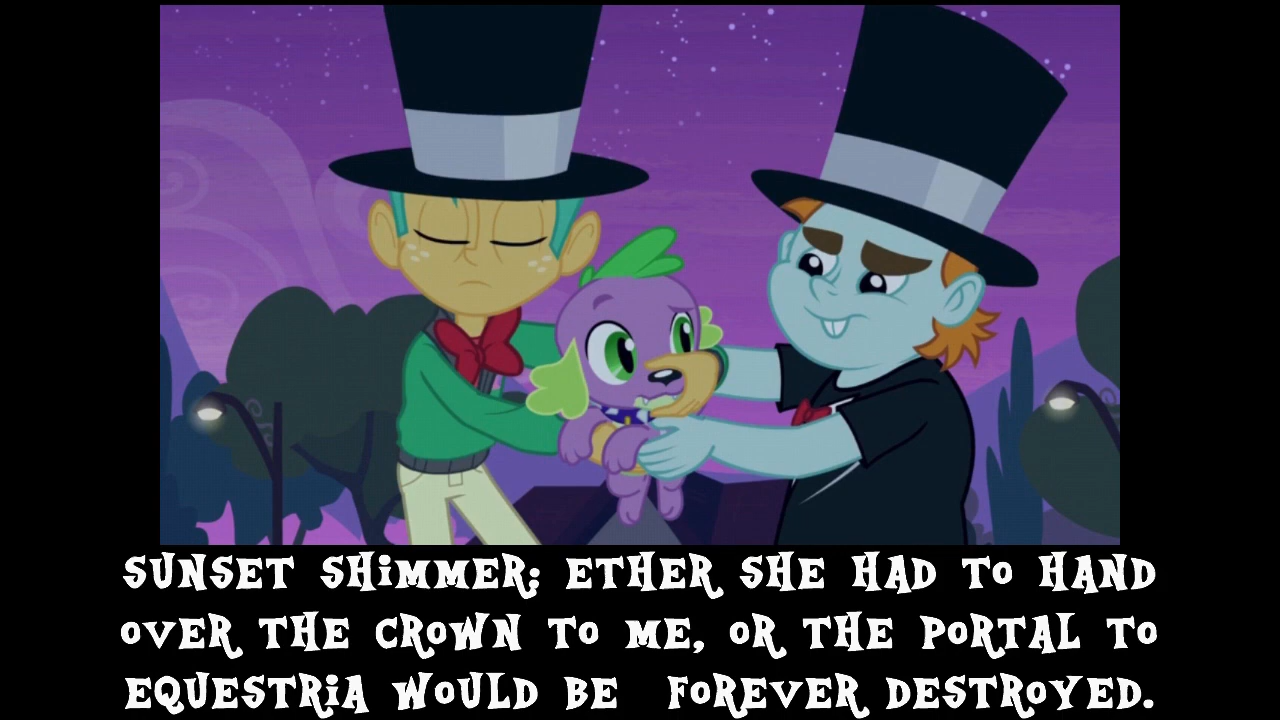 SUNSET SHiMMER: ETHER SHE HAD TO HAND
OVER THE CROWN TO ME, OR THE PORTAL TO
EQUESTRiA WOULD BE FOREVER DESTROYED.